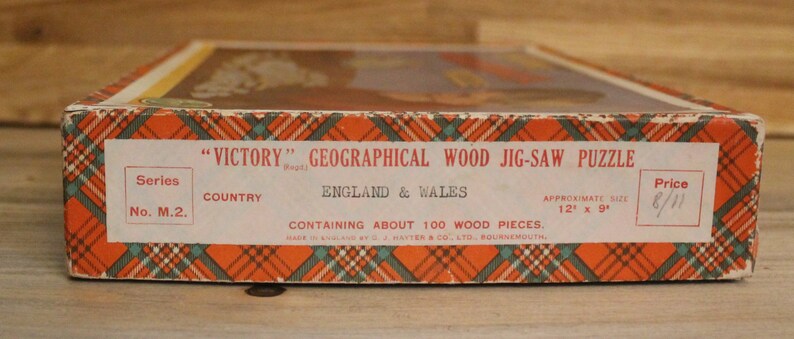 "VICTORY" GEOGRAPHICAL WOOD JIG-SAW PUZZLE
(Regd.)
Series
No. M.2.
COUNTRY
ENGLAND & WALES
APPROXIMATE SIZE
12" x 9"
Price
8/11
CONTAINING ABOUT 100 WOOD PIECES.
MADE IN ENGLAND BY G. J. HAYTER & CO., LTD., BOURNEMOUTH.